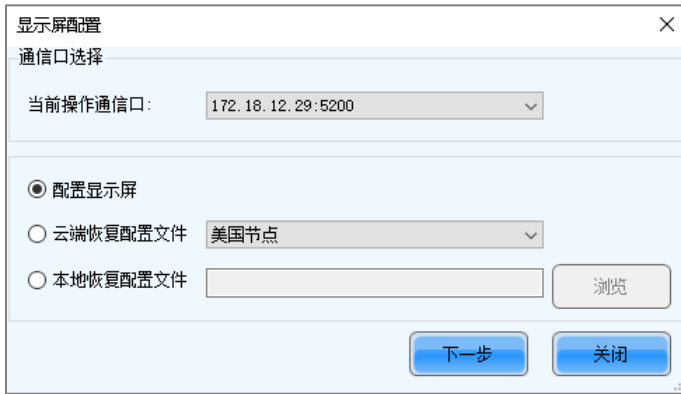 显示屏配置
通信口选择
当前操作通信口: 172.18.12.29:5200
配置显示屏
云端恢复配置文件 美国节点
本地恢复配置文件 浏览
下一步 关闭